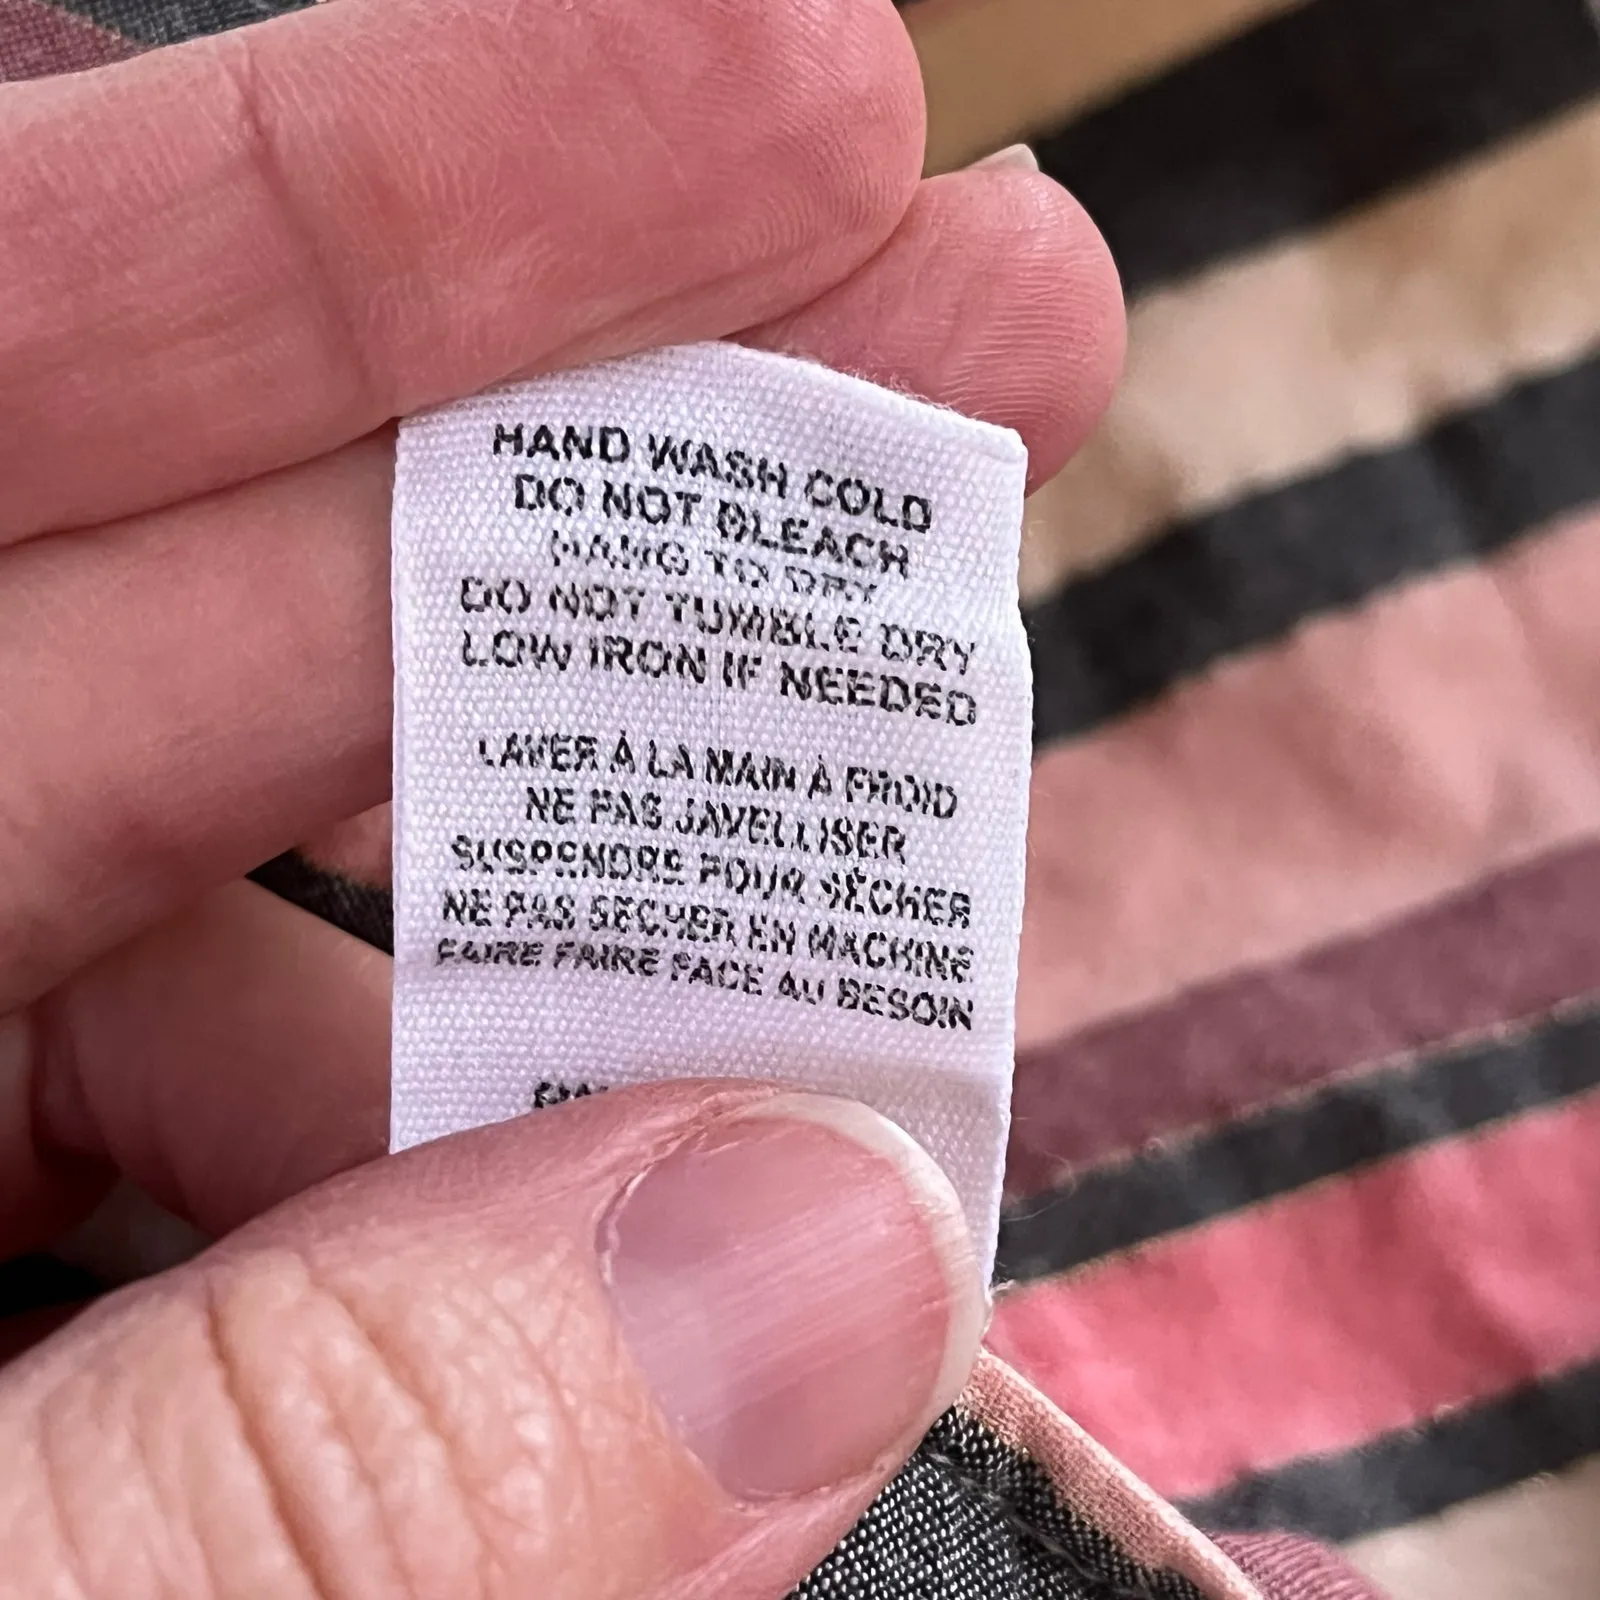 HAND WASH COLD
DO NOT BLEACH
HANG TO DRY
DO NOT TUMBLE DRY
LOW IRON IF NEEDED
LAVER À LA MAIN À FROID
NE PAS JAVELLISER
SUSPENDRE POUR SÉCHER
NE PAS SÉCHER EN MACHINE
FAIRE FAIRE FACE AU BESOIN